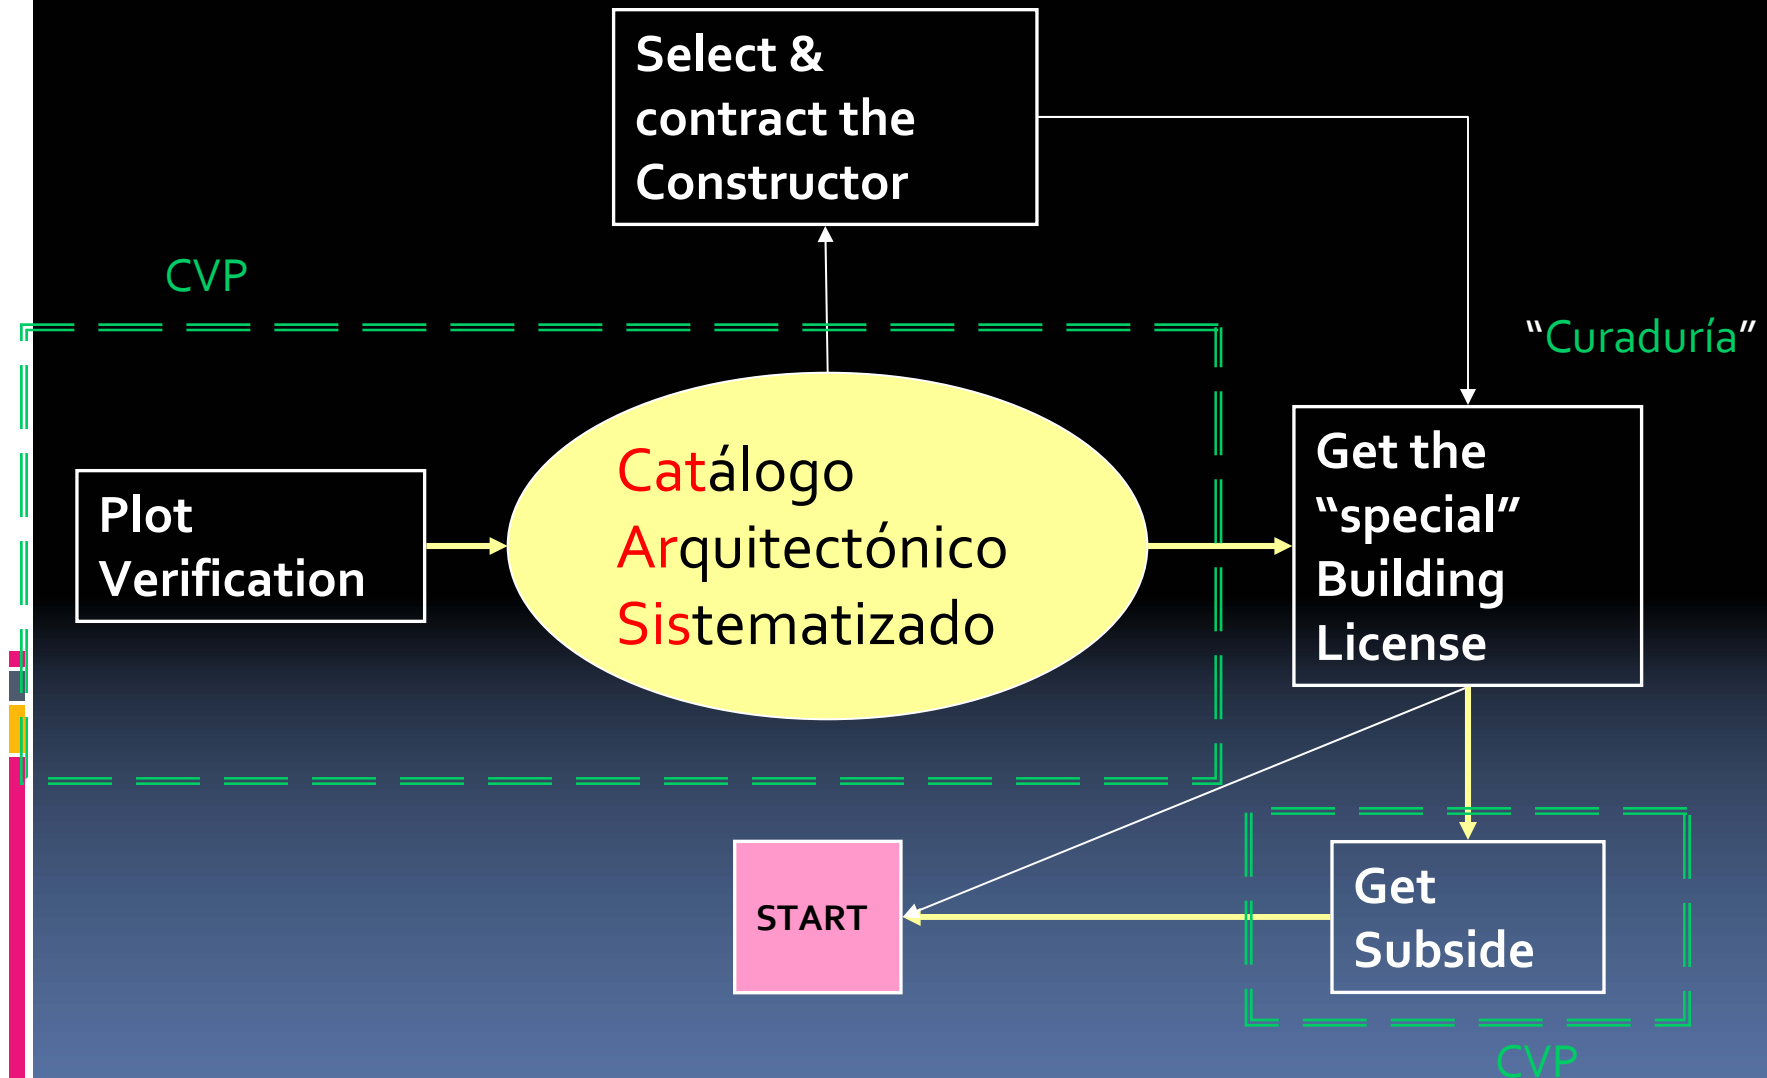 Select &
contract the
Constructor
CVP
“Curaduría”
Plot
Verification
Catálogo
Arquitectónico
Sistematizado
Get the
“special”
Building
License
START
Get
Subside
CVP